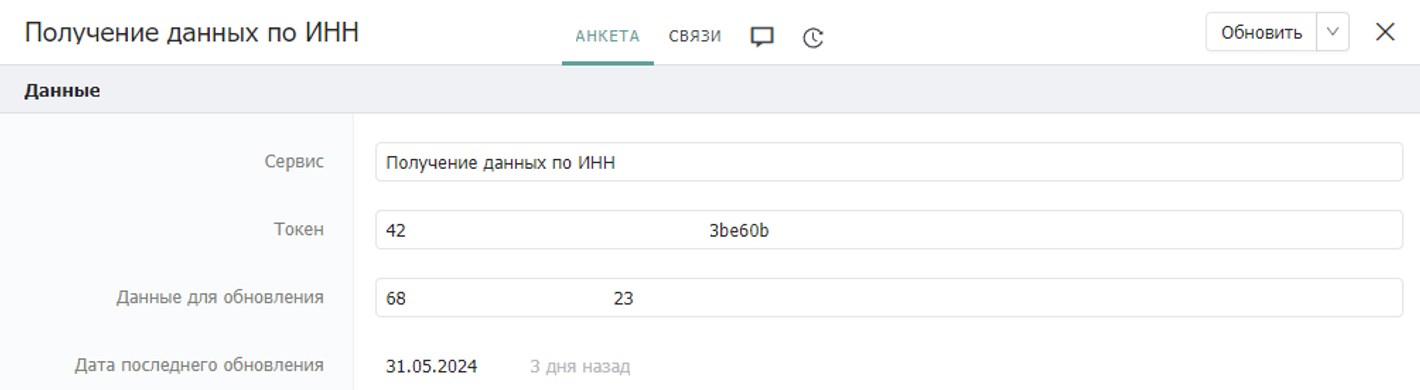 Получение данных по ИНН АНКЕТА СВЯЗИ Обновить
Данные
Сервис Получение данных по ИНН
Токен 42 3be60b
Данные для обновления 68 23
Дата последнего обновления 31.05.2024 3 дня назад